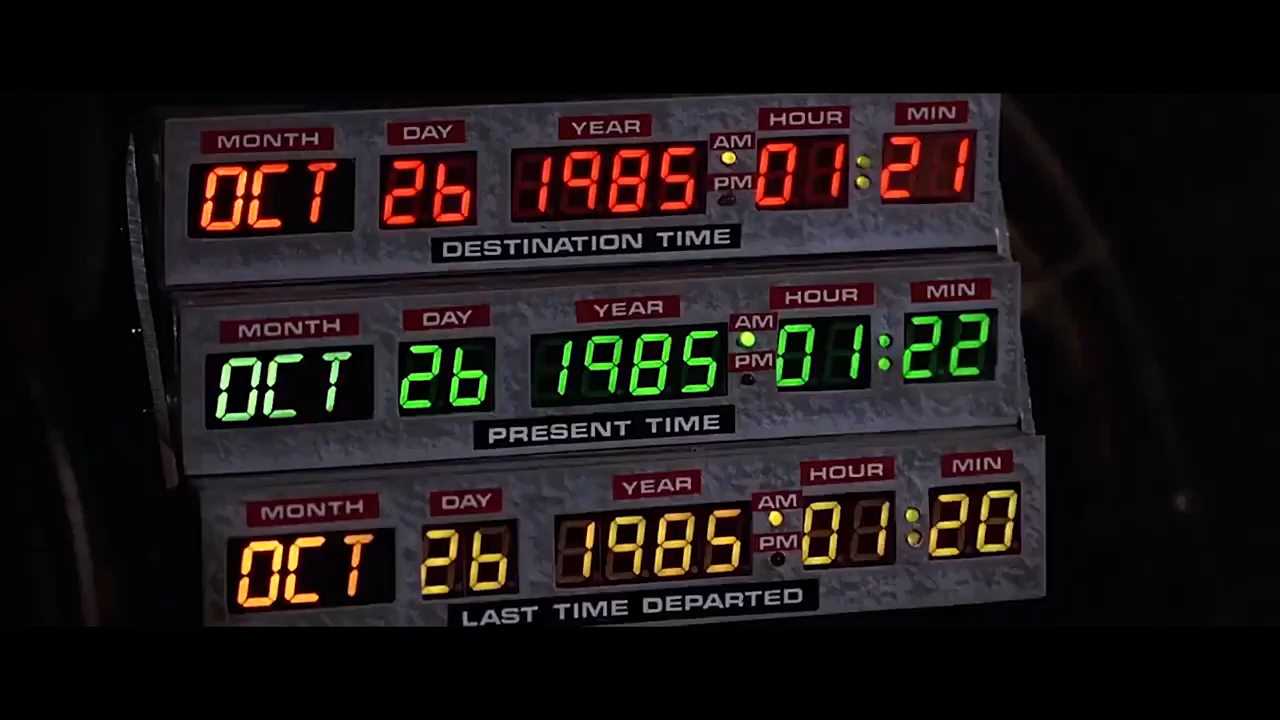 MONTH DAY YEAR AM HOUR MIN
OCT 26 1985 PM 01:21
DESTINATION TIME
MONTH DAY YEAR AM HOUR MIN
OCT 26 1985 PM 01:22
PRESENT TIME
MONTH DAY YEAR AM HOUR MIN
OCT 26 1985 PM 01:20
LAST TIME DEPARTED